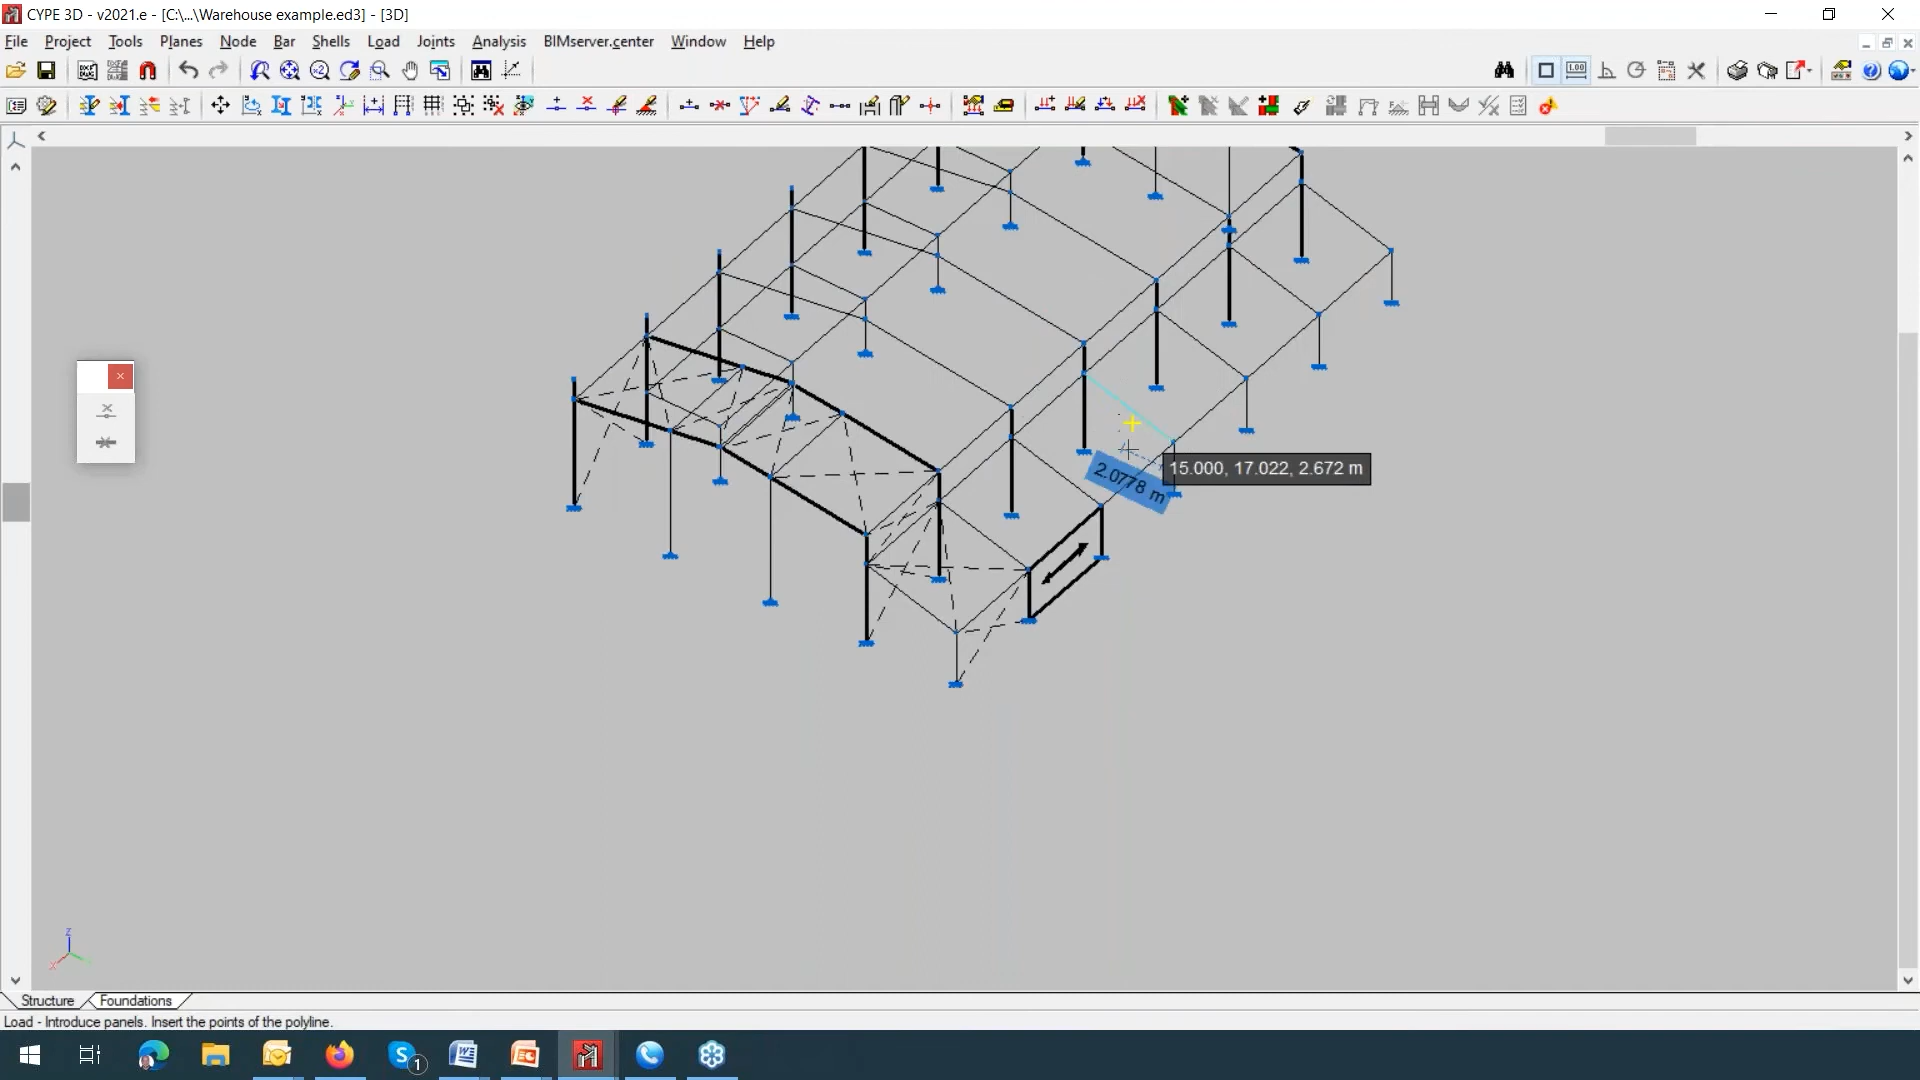 CYPE 3D - v2021.e - [C:\...\Warehouse example.ed3] - [3D]
File Project Tools Planes Node Bar Shells Load Joints Analysis BIMserver.center Window Help
2.0778 m
15.000, 17.022, 2.672 m
z
x
Structure Foundations
Load - Introduce panels. Insert the points of the polyline.
1